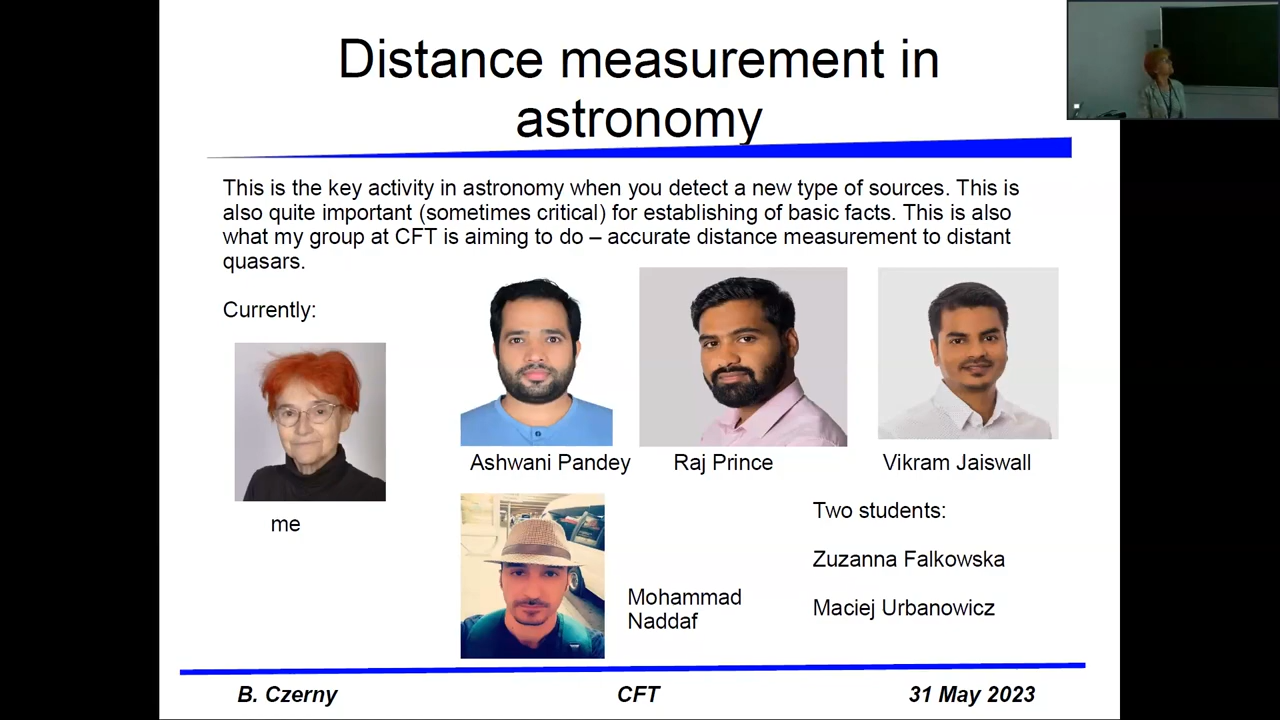 Distance measurement in
astronomy
This is the key activity in astronomy when you detect a new type of sources. This is
also quite important (sometimes critical) for establishing of basic facts. This is also
what my group at CFT is aiming to do – accurate distance measurement to distant
quasars.
Currently:
me
Ashwani Pandey
Raj Prince
Vikram Jaiswall
Mohammad
Naddaf
Two students:
Zuzanna Falkowska
Maciej Urbanowicz
B. Czerny
CFT
31 May 2023